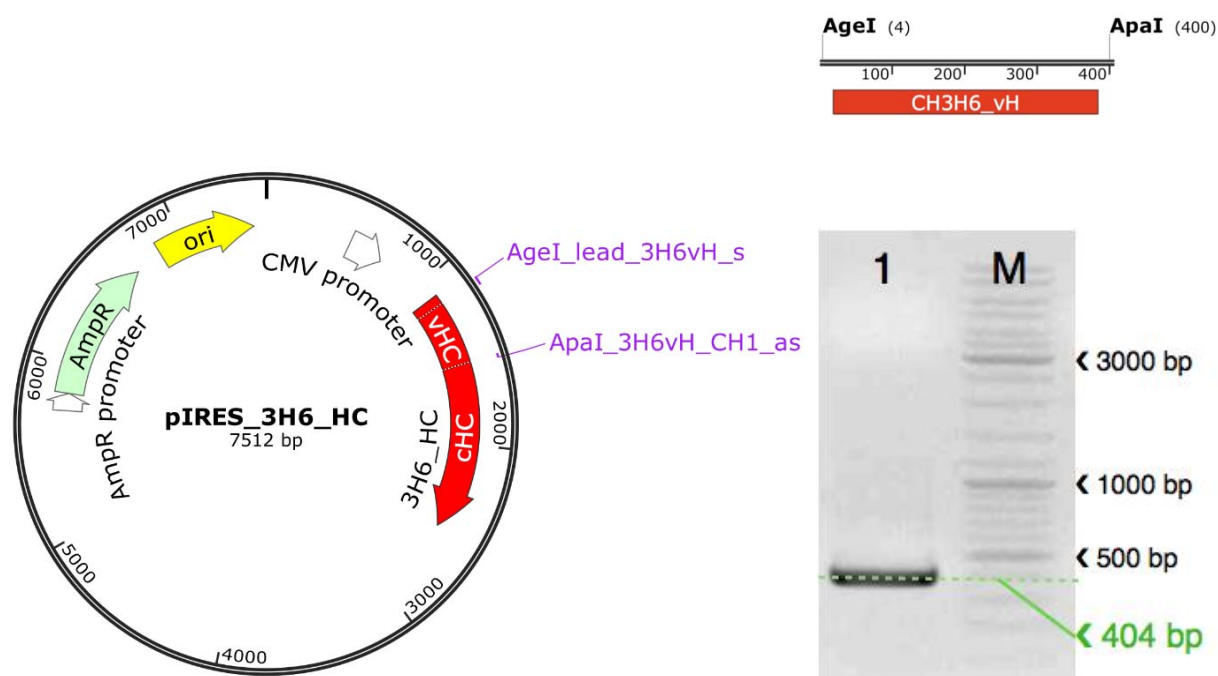 AgeI (4)
ApaI (400)
100
200
300
400
CH3H6_vH
7000
ori
CMV promoter
1000
AgeI_lead_3H6vH_s
AmpR
AmpR promoter
6000
vHC
ApaI_3H6vH_CH1_as
pIRES_3H6_HC
7512 bp
3H6_HC
cHC
2000
5000
4000
3000
1
M
3000 bp
1000 bp
500 bp
404 bp